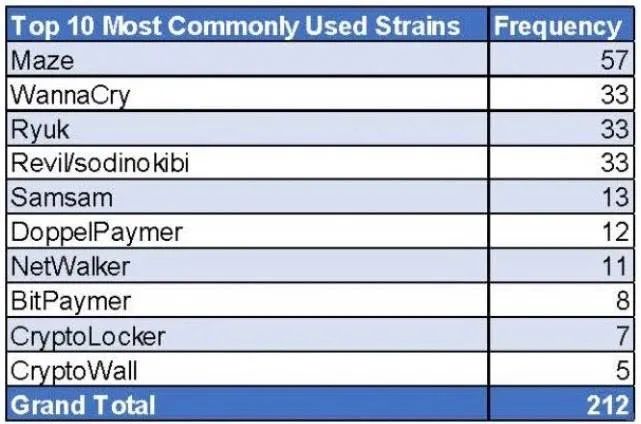 Top 10 Most Commonly Used Strains Frequency
Maze 57
WannaCry 33
Ryuk 33
Revil/sodinokibi 33
Samsam 13
DoppelPaymer 12
NetWalker 11
BitPaymer 8
CryptoLocker 7
CryptoWall 5
Grand Total 212